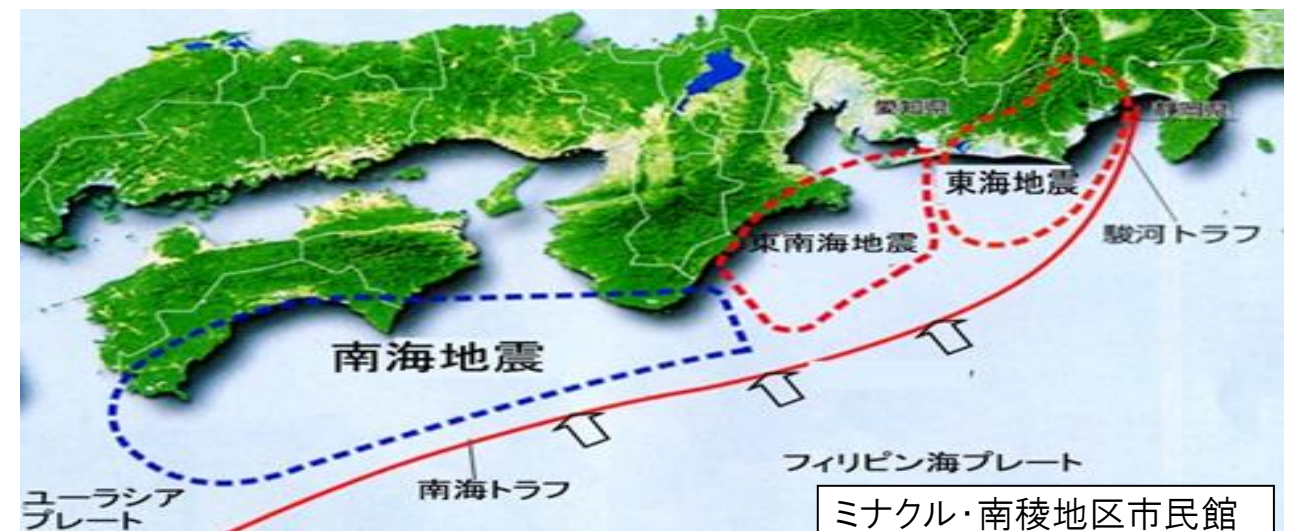 愛知県
静岡県
東海地震
東南海地震
駿河トラフ
南海地震
フィリピン海プレート
南海トラフ
ユーラシア
プレート
ミナクル・南稜地区市民館